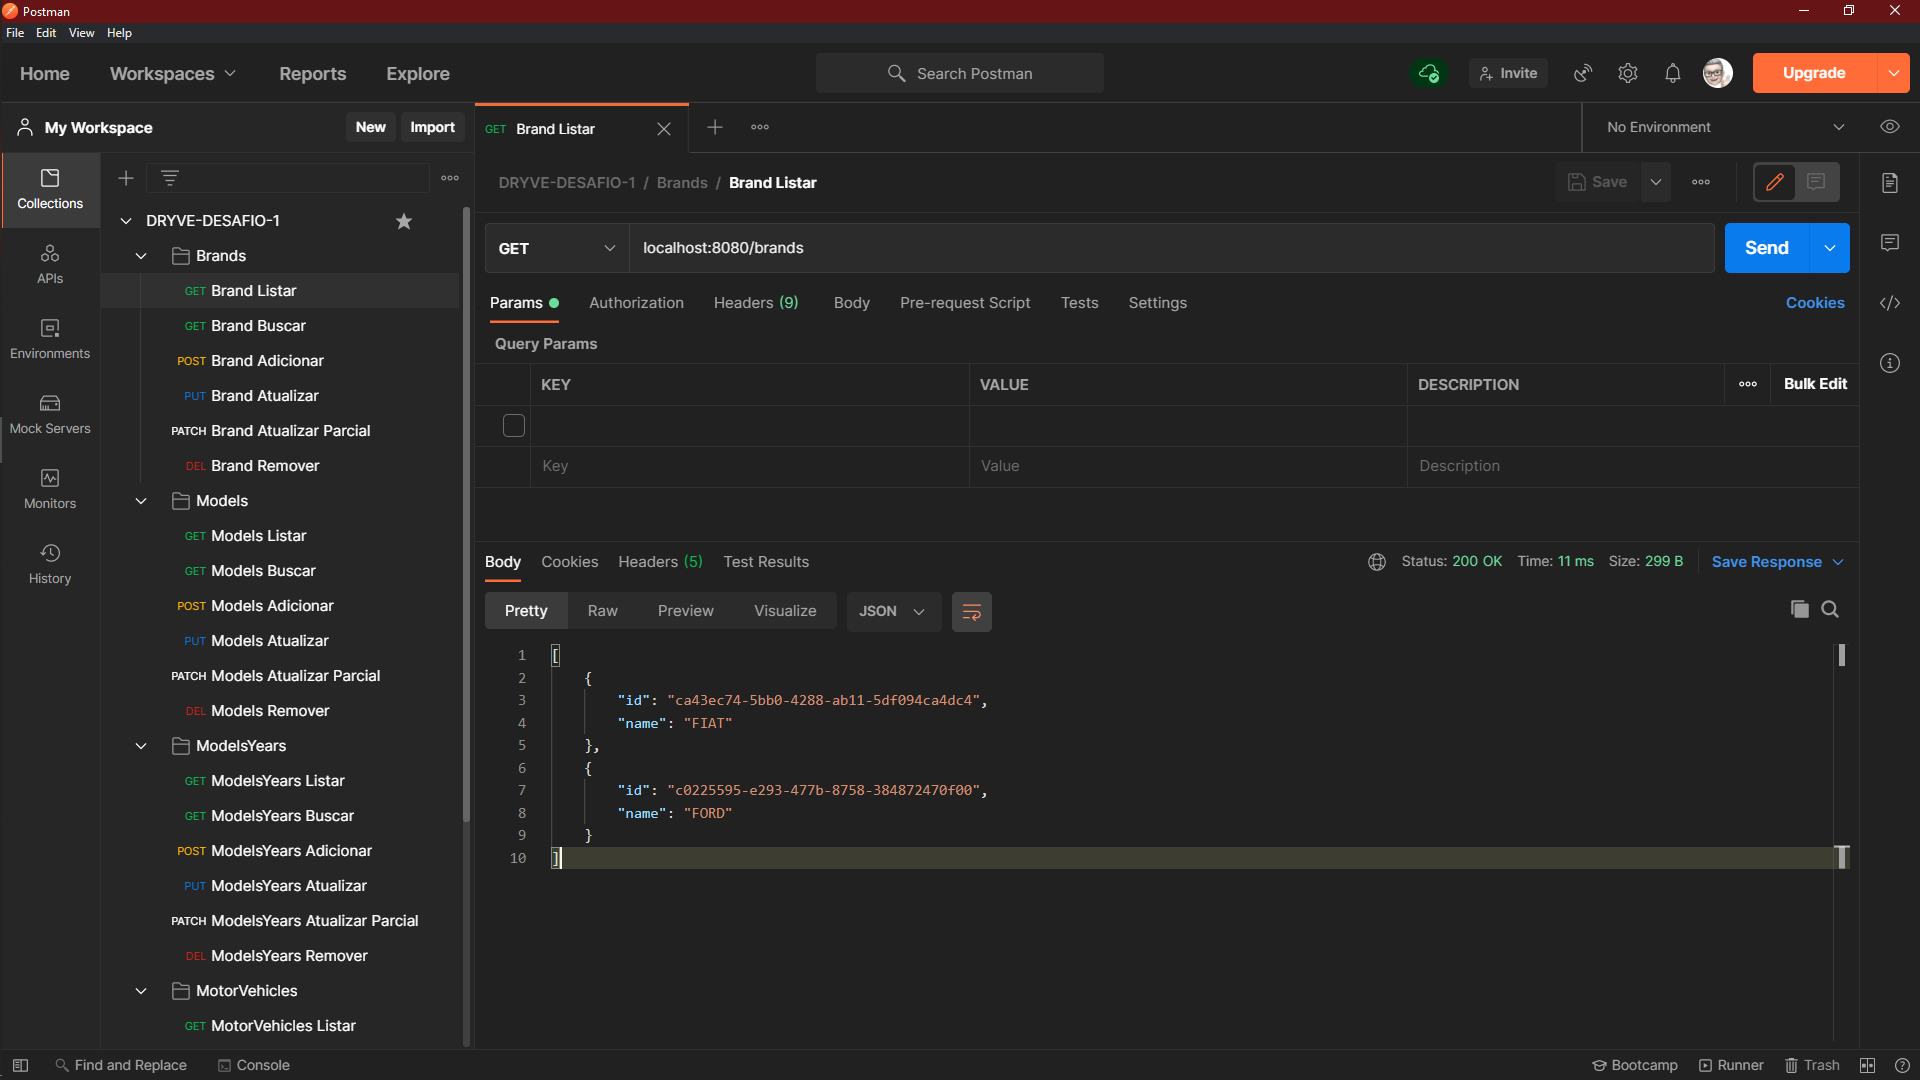 Postman
File Edit View Help
Home Workspaces Reports Explore Search Postman Invite Upgrade
My Workspace New Import GET Brand Listar No Environment
Collections
APIs
Environments
Mock Servers
Monitors
History
DRYVE-DESAFIO-1
Brands
GET Brand Listar
GET Brand Buscar
POST Brand Adicionar
PUT Brand Atualizar
PATCH Brand Atualizar Parcial
DEL Brand Remover
Models
GET Models Listar
GET Models Buscar
POST Models Adicionar
PUT Models Atualizar
PATCH Models Atualizar Parcial
DEL Models Remover
ModelsYears
GET ModelsYears Listar
GET ModelsYears Buscar
POST ModelsYears Adicionar
PUT ModelsYears Atualizar
PATCH ModelsYears Atualizar Parcial
DEL ModelsYears Remover
MotorVehicles
GET MotorVehicles Listar
DRYVE-DESAFIO-1 / Brands / Brand Listar Save
GET localhost:8080/brands Send
Params Authorization Headers (9) Body Pre-request Script Tests Settings Cookies
Query Params
KEY VALUE DESCRIPTION Bulk Edit
Key Value Description
Body Cookies Headers (5) Test Results Status: 200 OK Time: 11 ms Size: 299 B Save Response
Pretty Raw Preview Visualize JSON
1 [
2 {
3 "id": "ca43ec74-5bb0-4288-ab11-5df094ca4dc4",
4 "name": "FIAT"
5 },
6 {
7 "id": "c0225595-e293-477b-8758-384872470f00",
8 "name": "FORD"
9 }
10 ]
Find and Replace Console Bootcamp Runner Trash